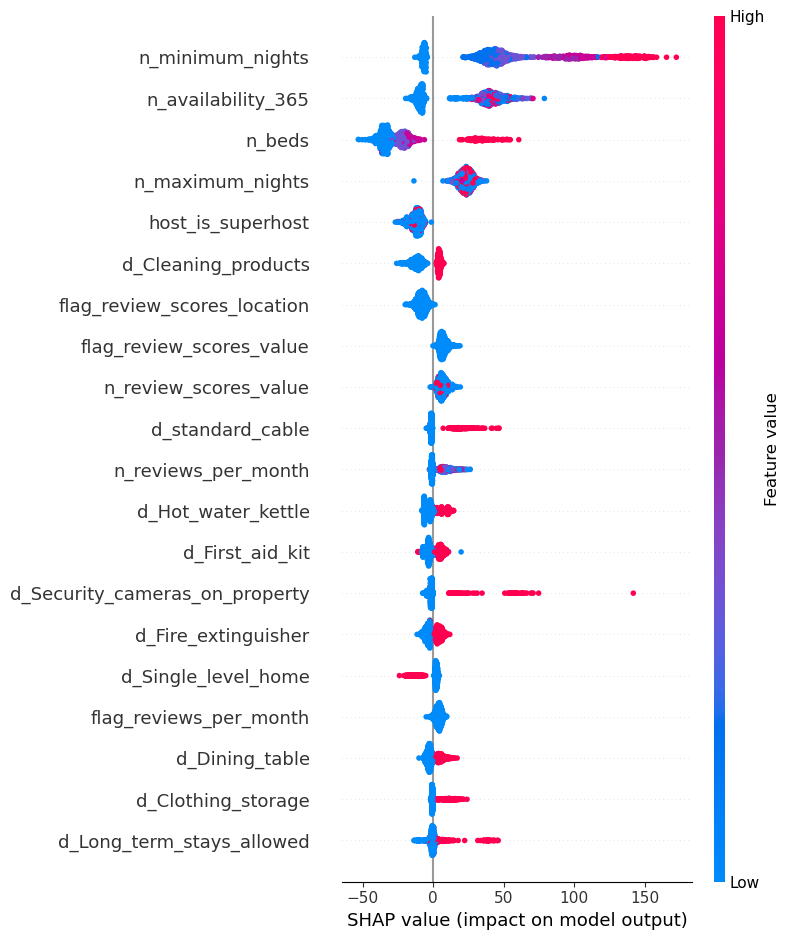 High
n_minimum_nights
n_availability_365
n_beds
n_maximum_nights
host_is_superhost
d_Cleaning_products
flag_review_scores_location
flag_review_scores_value
n_review_scores_value
d_standard_cable
n_reviews_per_month
d_Hot_water_kettle
d_First_aid_kit
d_Security_cameras_on_property
d_Fire_extinguisher
d_Single_level_home
flag_reviews_per_month
d_Dining_table
d_Clothing_storage
d_Long_term_stays_allowed
Feature value
Low
−50 0 50 100 150
SHAP value (impact on model output)